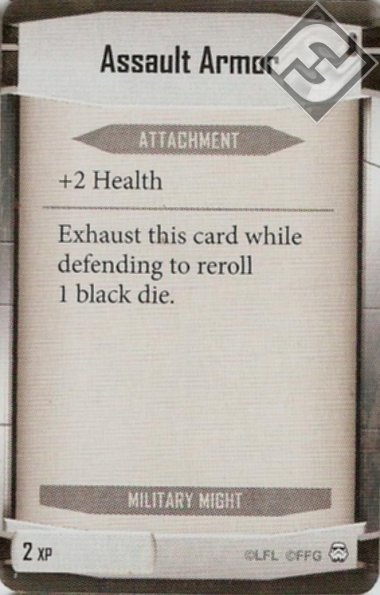 Assault Armor
ATTACHMENT
+2 Health
Exhaust this card while
defending to reroll
1 black die.
MILITARY MIGHT
2 XP
©LFL ©FFG